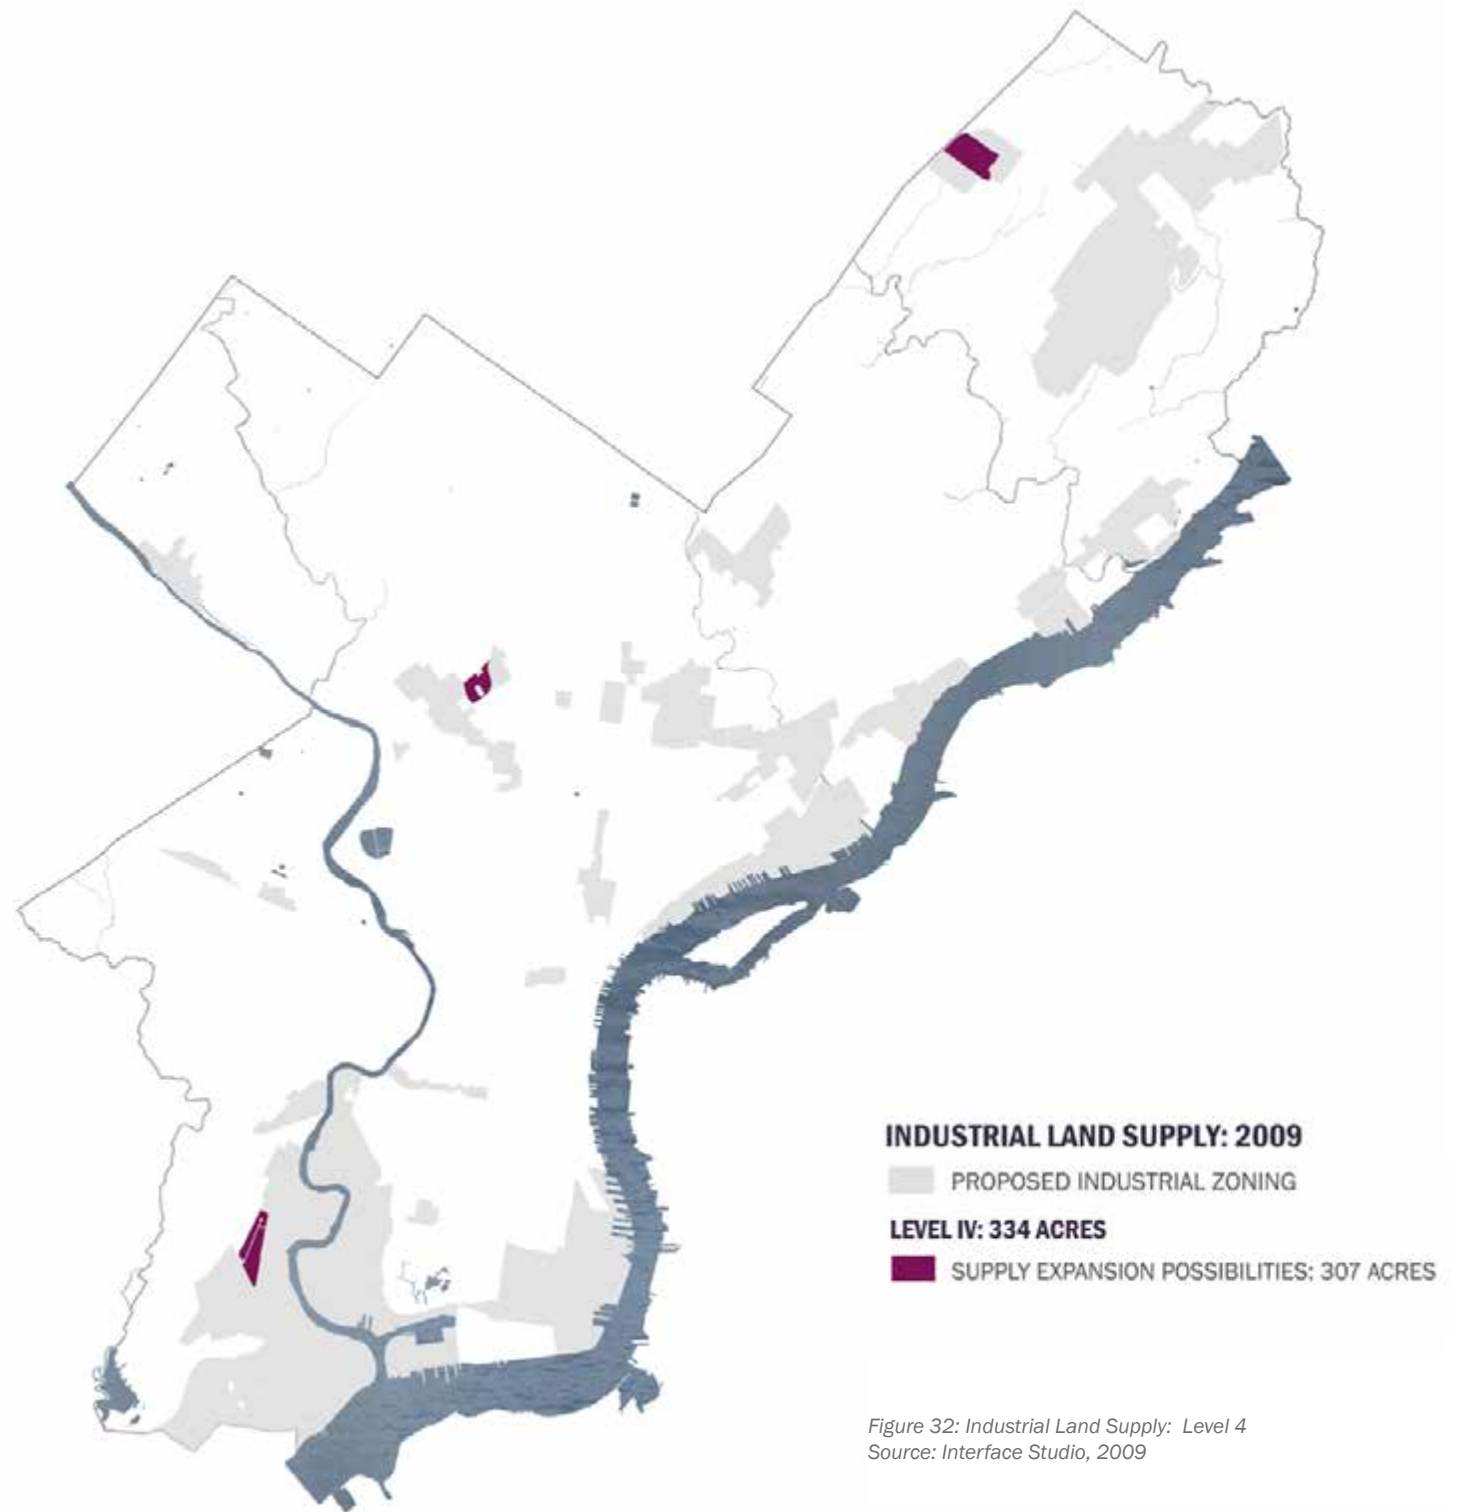 INDUSTRIAL LAND SUPPLY: 2009
PROPOSED INDUSTRIAL ZONING
LEVEL IV: 334 ACRES
SUPPLY EXPANSION POSSIBILITIES: 307 ACRES
Figure 32: Industrial Land Supply: Level 4
Source: Interface Studio, 2009